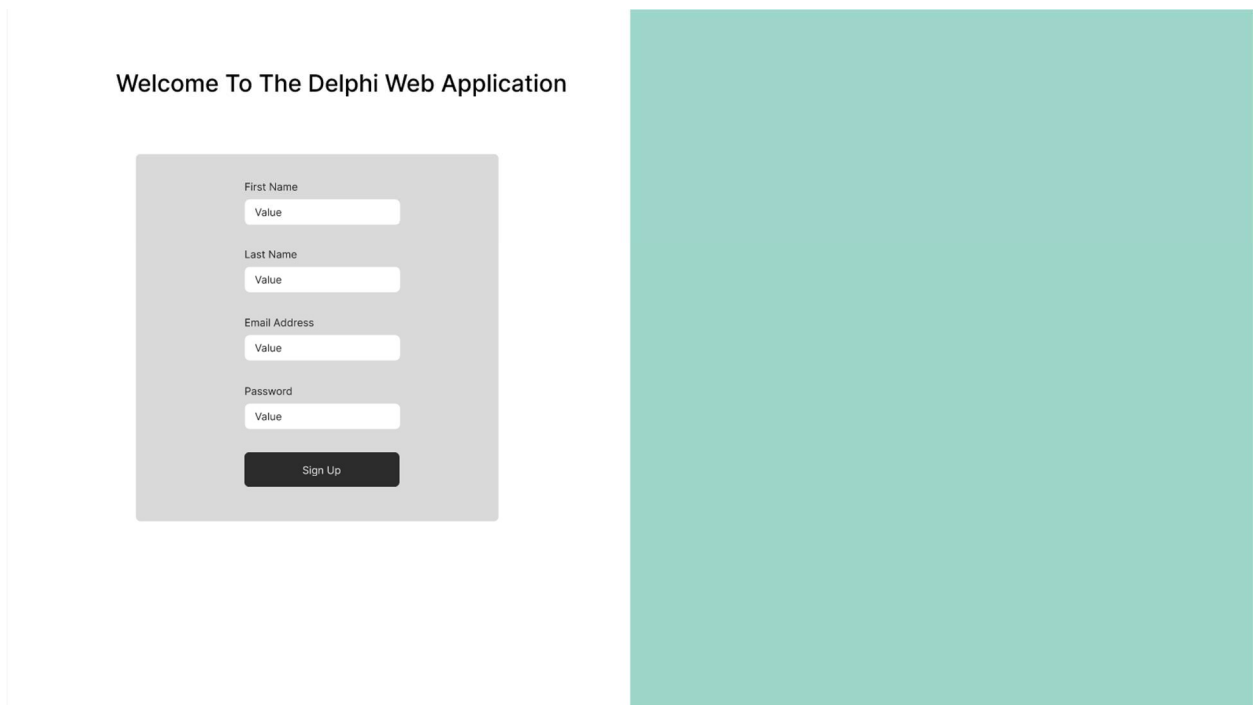 Welcome To The Delphi Web Application
First Name
Value
Last Name
Value
Email Address
Value
Password
Value
Sign Up